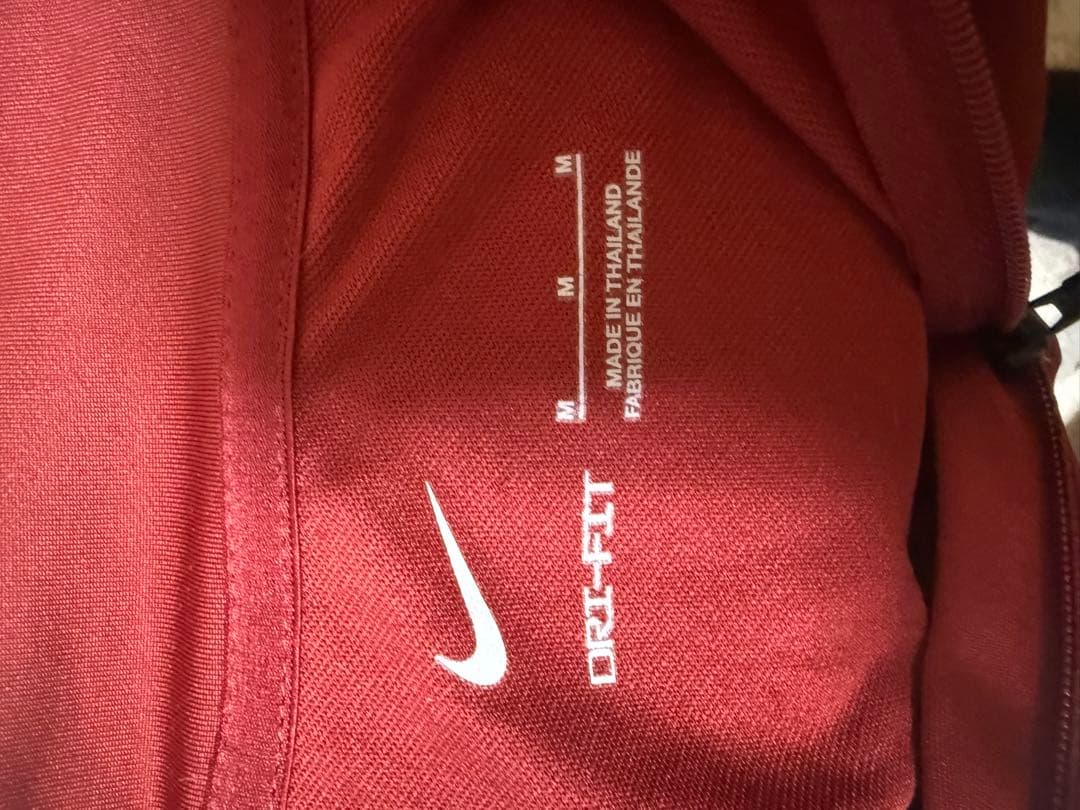 DRI-FIT
M M M
MADE IN THAILAND
FABRIQUE EN THAILANDE